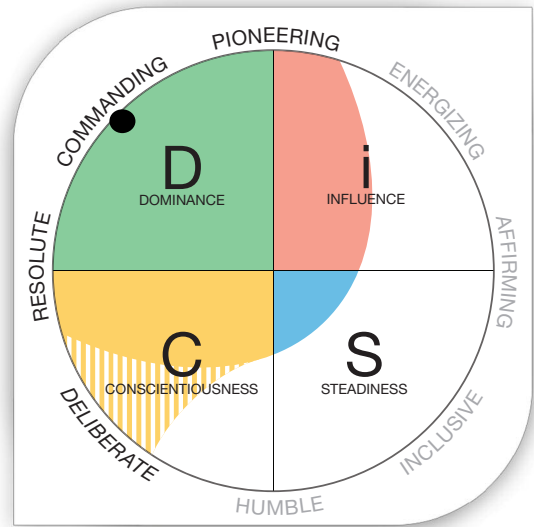 PIONEERING
ENERGIZING
COMMANDING
D
DOMINANCE
i
INFLUENCE
AFFIRMING
RESOLUTE
C
CONSCIENTIOUSNESS
S
STEADINESS
DELIBERATE
INCLUSIVE
HUMBLE